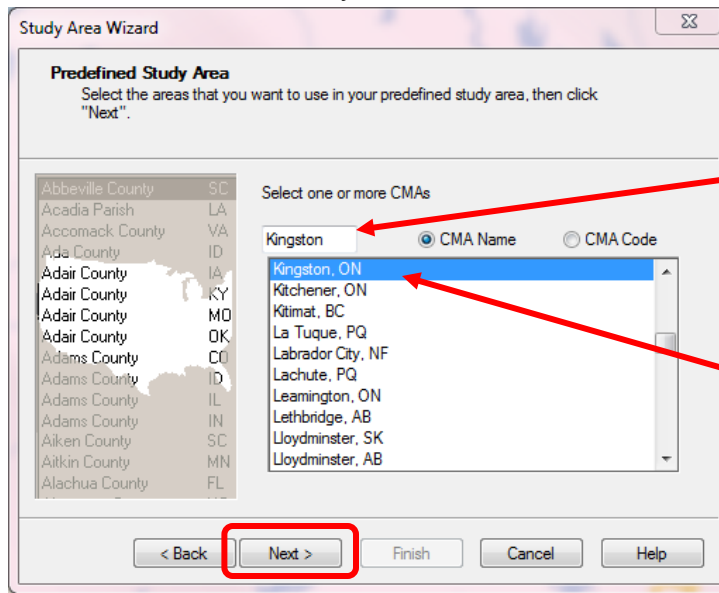 Study Area Wizard
Predefined Study Area
Select the areas that you want to use in your predefined study area, then click
"Next".
Abbeville County SC
Acadia Parish LA
Accomack County VA
Ada County ID
Adair County IA
Adair County KY
Adair County MO
Adair County OK
Adams County CO
Adams County ID
Adams County IL
Adams County IN
Aiken County SC
Aitkin County MN
Alachua County FL
Select one or more CMAs
Kingston CMA Name CMA Code
Kingston, ON
Kitchener, ON
Kitimat, BC
La Tuque, PQ
Labrador City, NF
Lachute, PQ
Leamington, ON
Lethbridge, AB
Lloydminster, SK
Lloydminster, AB
< Back Next > Finish Cancel Help